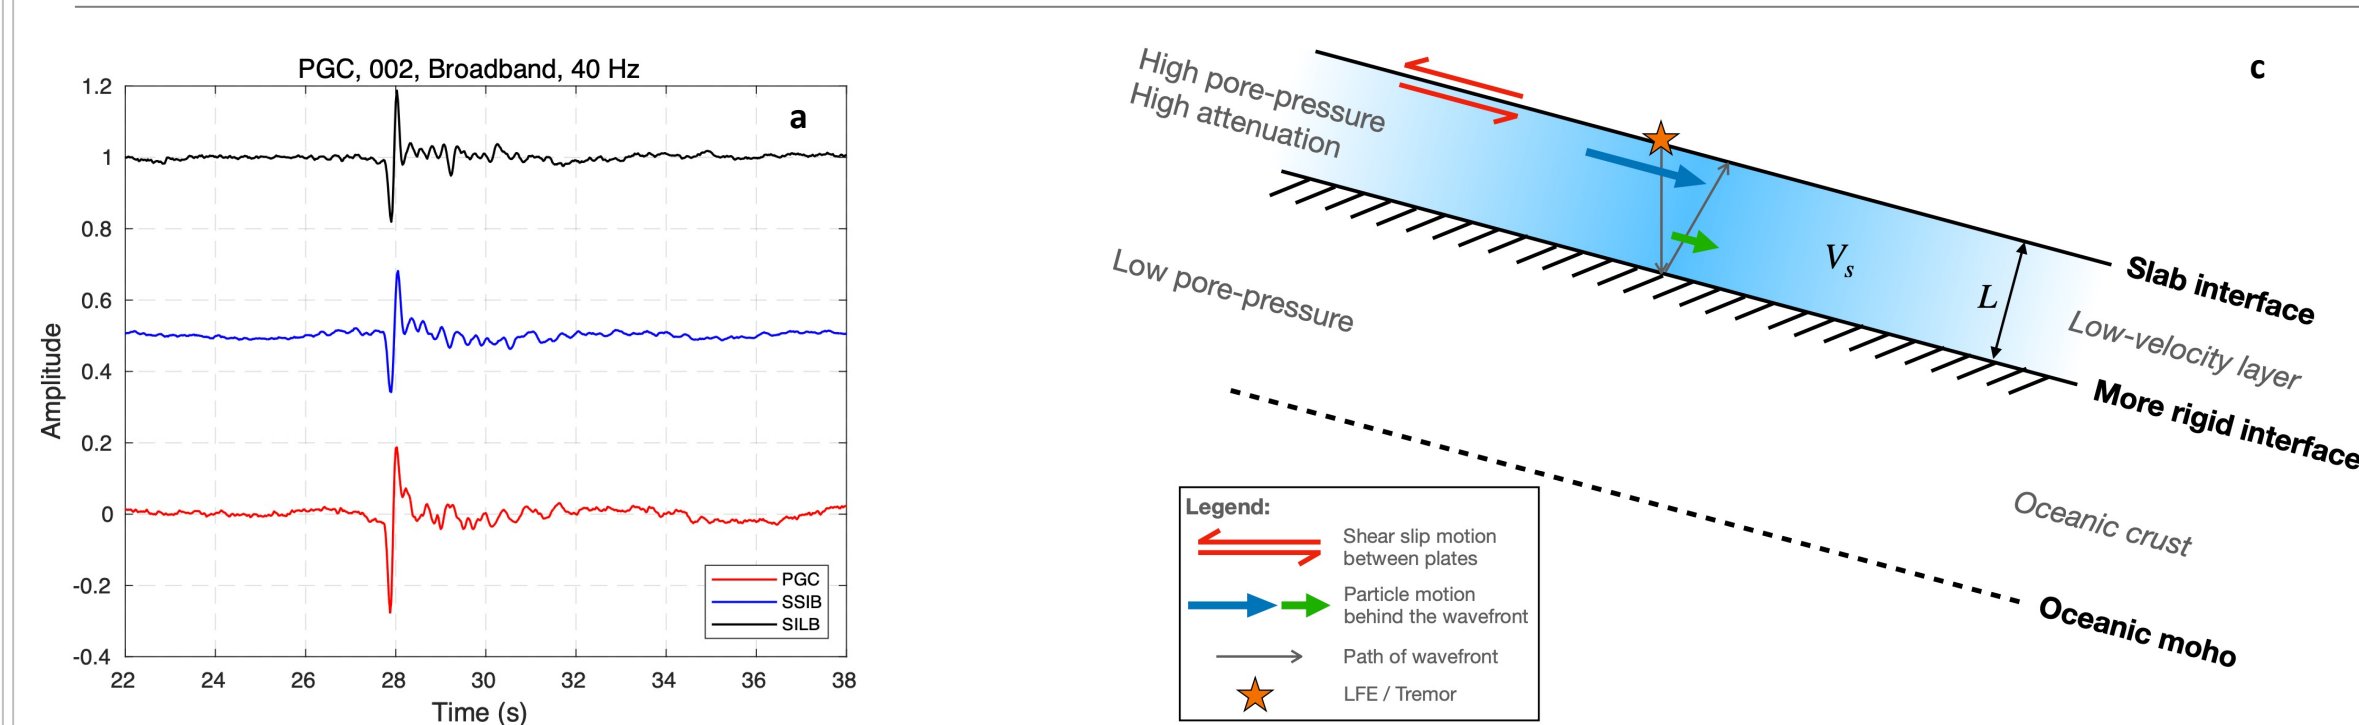 PGC, 002, Broadband, 40 Hz
a
1.2
1
0.8
0.6
0.4
0.2
0
-0.2
-0.4
Amplitude
22 24 26 28 30 32 34 36 38
Time (s)
PGC
SSIB
SILB
c
High pore-pressure
High attenuation
Low pore-pressure
Vs
L
Slab interface
Low-velocity layer
More rigid interface
Oceanic crust
Oceanic moho
Legend:
Shear slip motion
between plates
Particle motion
behind the wavefront
Path of wavefront
LFE / Tremor